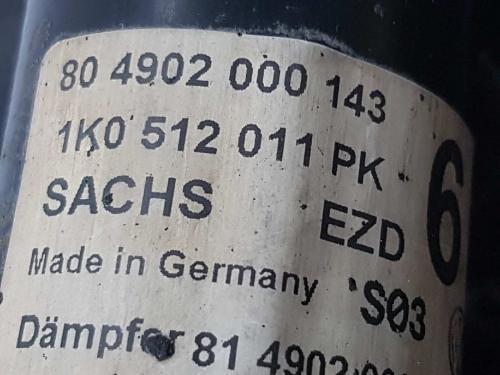 80 4902 000 143
1K0 512 011 PK
SACHS EZD 6
Made in Germany S03
Dämpfer 81 4902